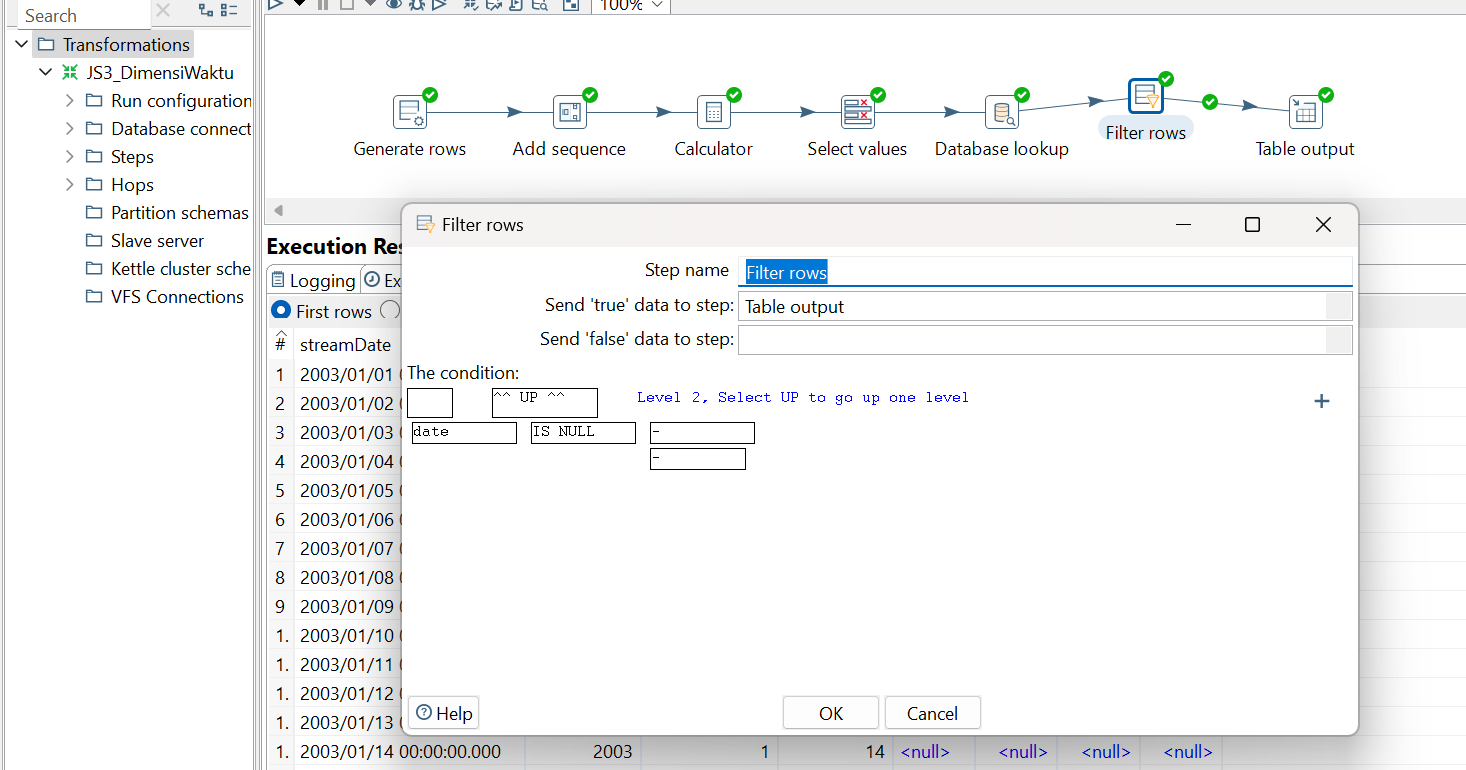 Search
100%
Transformations
JS3_DimensiWaktu
Run configuration
Database connect
Steps
Hops
Partition schemas
Slave server
Kettle cluster sche
VFS Connections
Generate rows
Add sequence
Calculator
Select values
Database lookup
Filter rows
Table output
Execution Res
Logging
Ex
First rows
# streamDate
1 2003/01/01
2 2003/01/02
3 2003/01/03
4 2003/01/04
5 2003/01/05
6 2003/01/06
7 2003/01/07
8 2003/01/08
9 2003/01/09
1. 2003/01/10
1. 2003/01/11
1. 2003/01/12
1. 2003/01/13
1. 2003/01/14 00:00:00.000 2003 1 14 <null> <null> <null> <null>
Filter rows
Step name Filter rows
Send 'true' data to step: Table output
Send 'false' data to step:
The condition:
^^ UP ^^ Level 2, Select UP to go up one level
+
date IS NULL -
-
Help OK Cancel